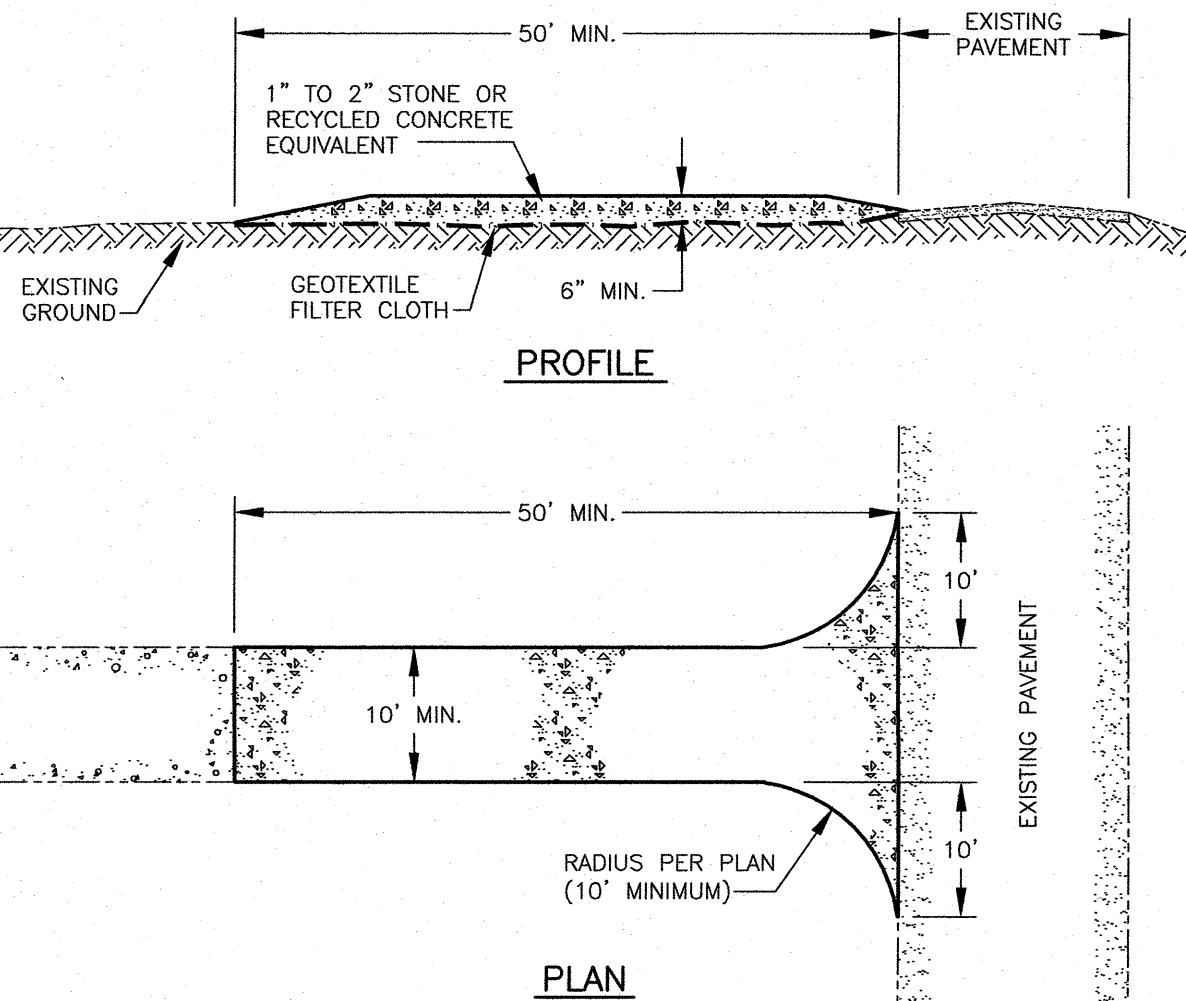 50' MIN.
EXISTING
PAVEMENT
1” TO 2” STONE OR
RECYCLED CONCRETE
EQUIVALENT
EXISTING
GROUND
GEOTEXTILE
FILTER CLOTH
6” MIN.
PROFILE
50' MIN.
10'
10' MIN.
EXISTING PAVEMENT
10'
RADIUS PER PLAN
(10' MINIMUM)
PLAN